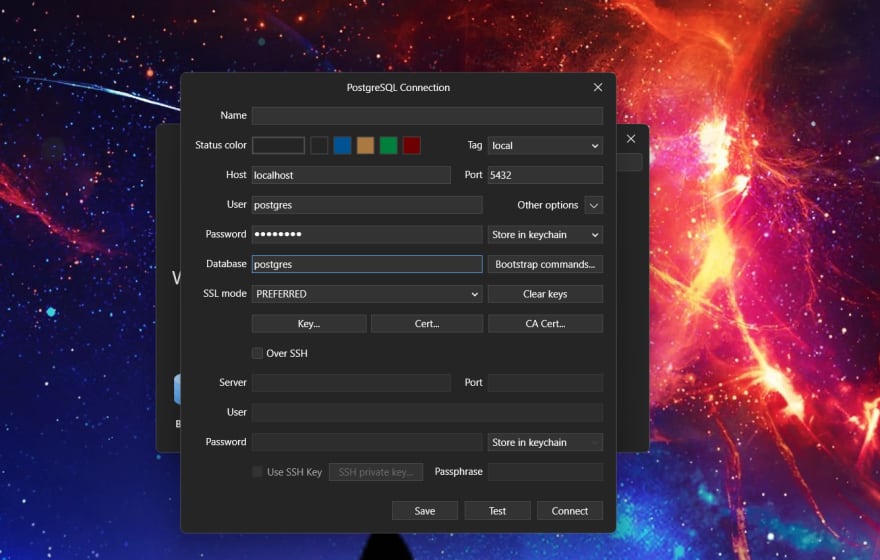 PostgreSQL Connection
Name
Status color Tag local
Host localhost Port 5432
User postgres Other options
Password ●●●●●●●● Store in keychain
Database postgres Bootstrap commands...
SSL mode PREFERRED Clear keys
Key... Cert... CA Cert...
Over SSH
Server Port
User
Password Store in keychain
Use SSH Key SSH private key... Passphrase
Save Test Connect